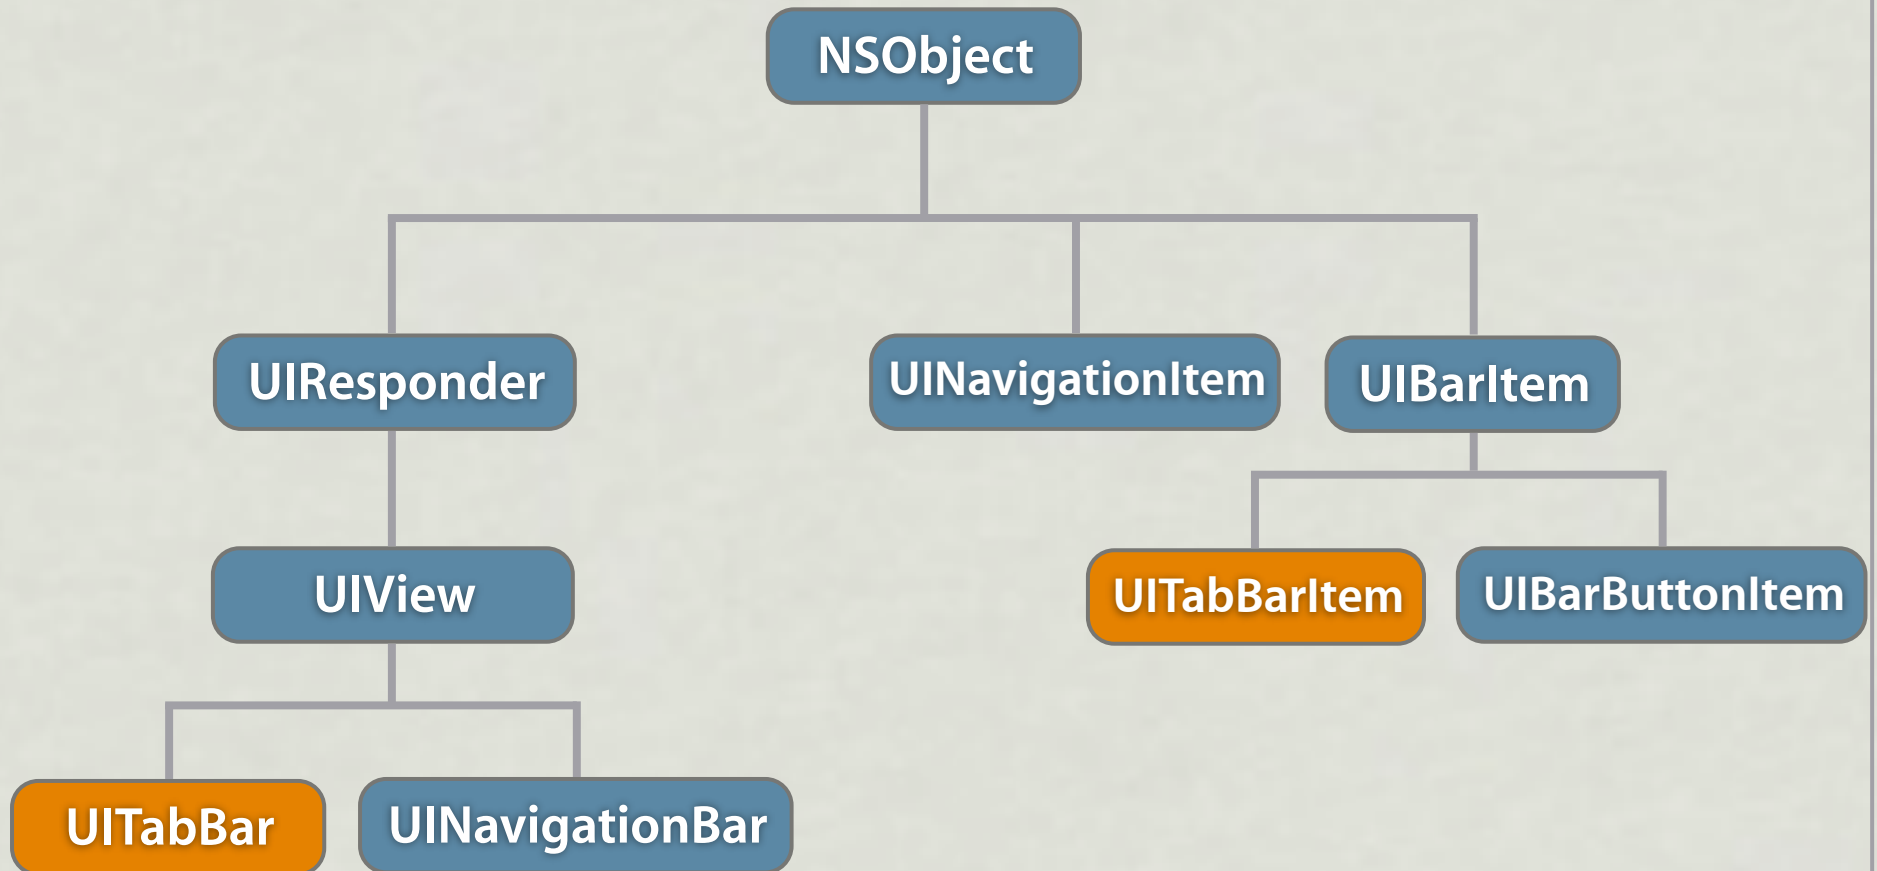 NSObject
UIResponder
UINavigationItem
UIBarItem
UIView
UITabBarItem
UIBarButtonItem
UITabBar
UINavigationBar